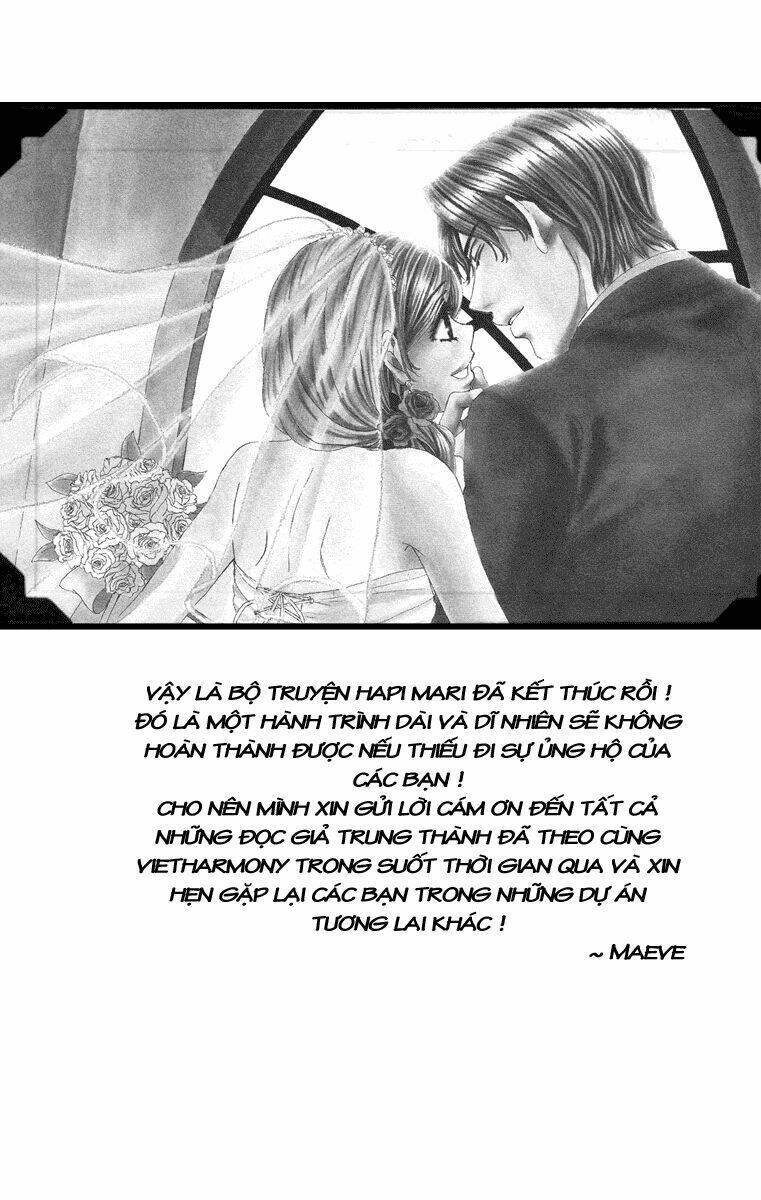 VẬY LÀ BỘ TRUYỆN HAPI MARI ĐÃ KẾT THÚC RỒI !
ĐÓ LÀ MỘT HÀNH TRÌNH DÀI VÀ DĨ NHIÊN SẼ KHÔNG
HOÀN THÀNH ĐƯỢC NẾU THIẾU ĐI SỰ ỦNG HỘ CỦA
CÁC BẠN !
CHO NÊN MÌNH XIN GỬI LỜI CÁM ƠN ĐẾN TẤT CẢ
NHỮNG ĐỌC GIẢ TRUNG THÀNH ĐÃ THEO CÙNG
VIETHARMONY TRONG SUỐT THỜI GIAN QUA VÀ XIN
HẸN GẶP LẠI CÁC BẠN TRONG NHỮNG DỰ ÁN
TƯƠNG LAI KHÁC !
~ MAEVE